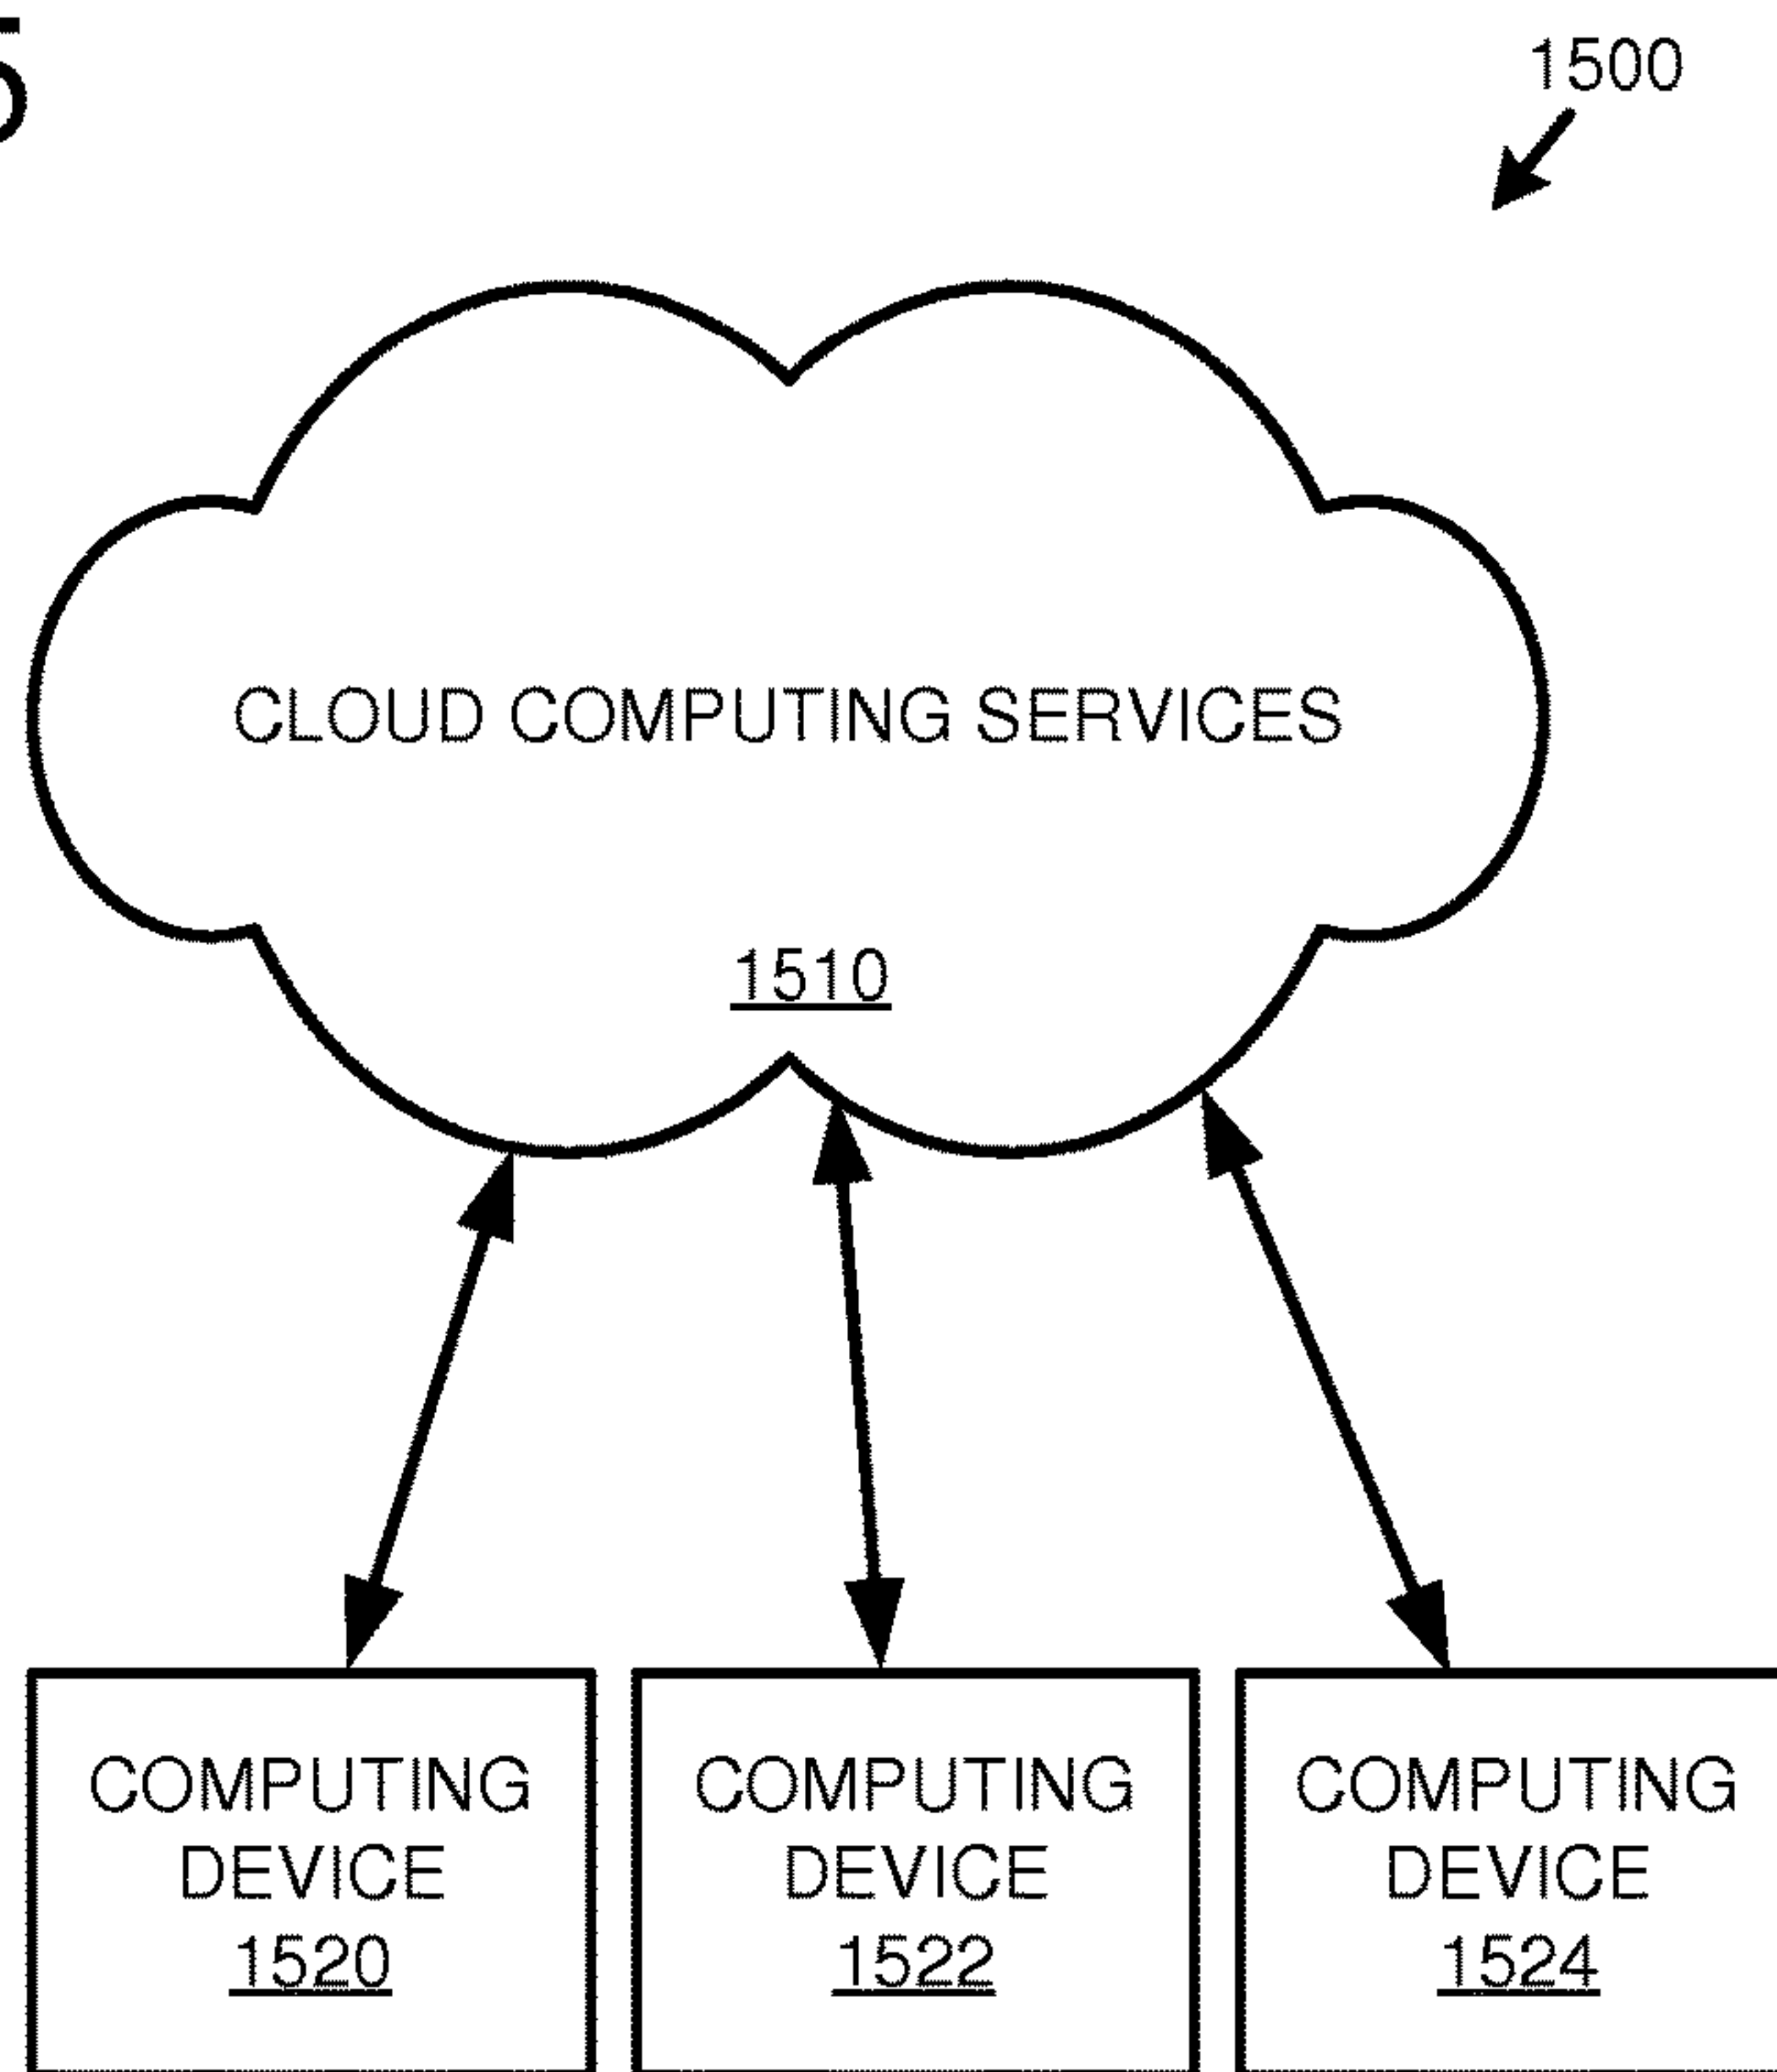 5
1500
CLOUD COMPUTING SERVICES
1510
COMPUTING
DEVICE
1520
COMPUTING
DEVICE
1522
COMPUTING
DEVICE
1524